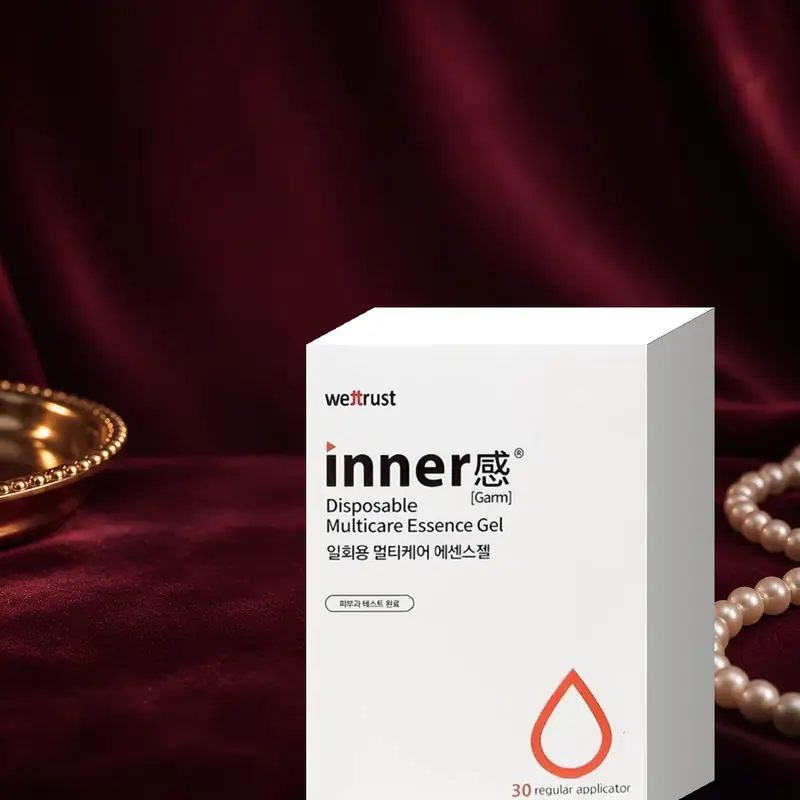 wettrust
inner感®
[Garm]
Disposable
Multicare Essence Gel
일회용 멀티케어 에센스젤
피부과 테스트 완료
30 regular applicator